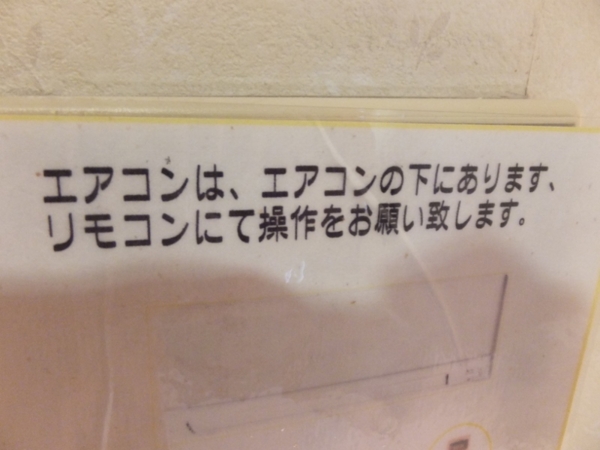 エアコンは、エアコンの下にあります、
リモコンにて操作をお願い致します。